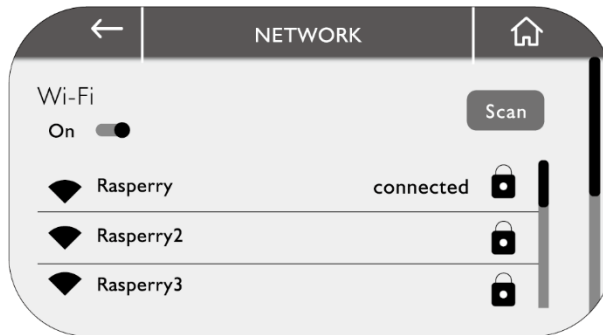 NETWORK
Wi-Fi
Scan
On
Rasperry connected
Rasperry2
Rasperry3